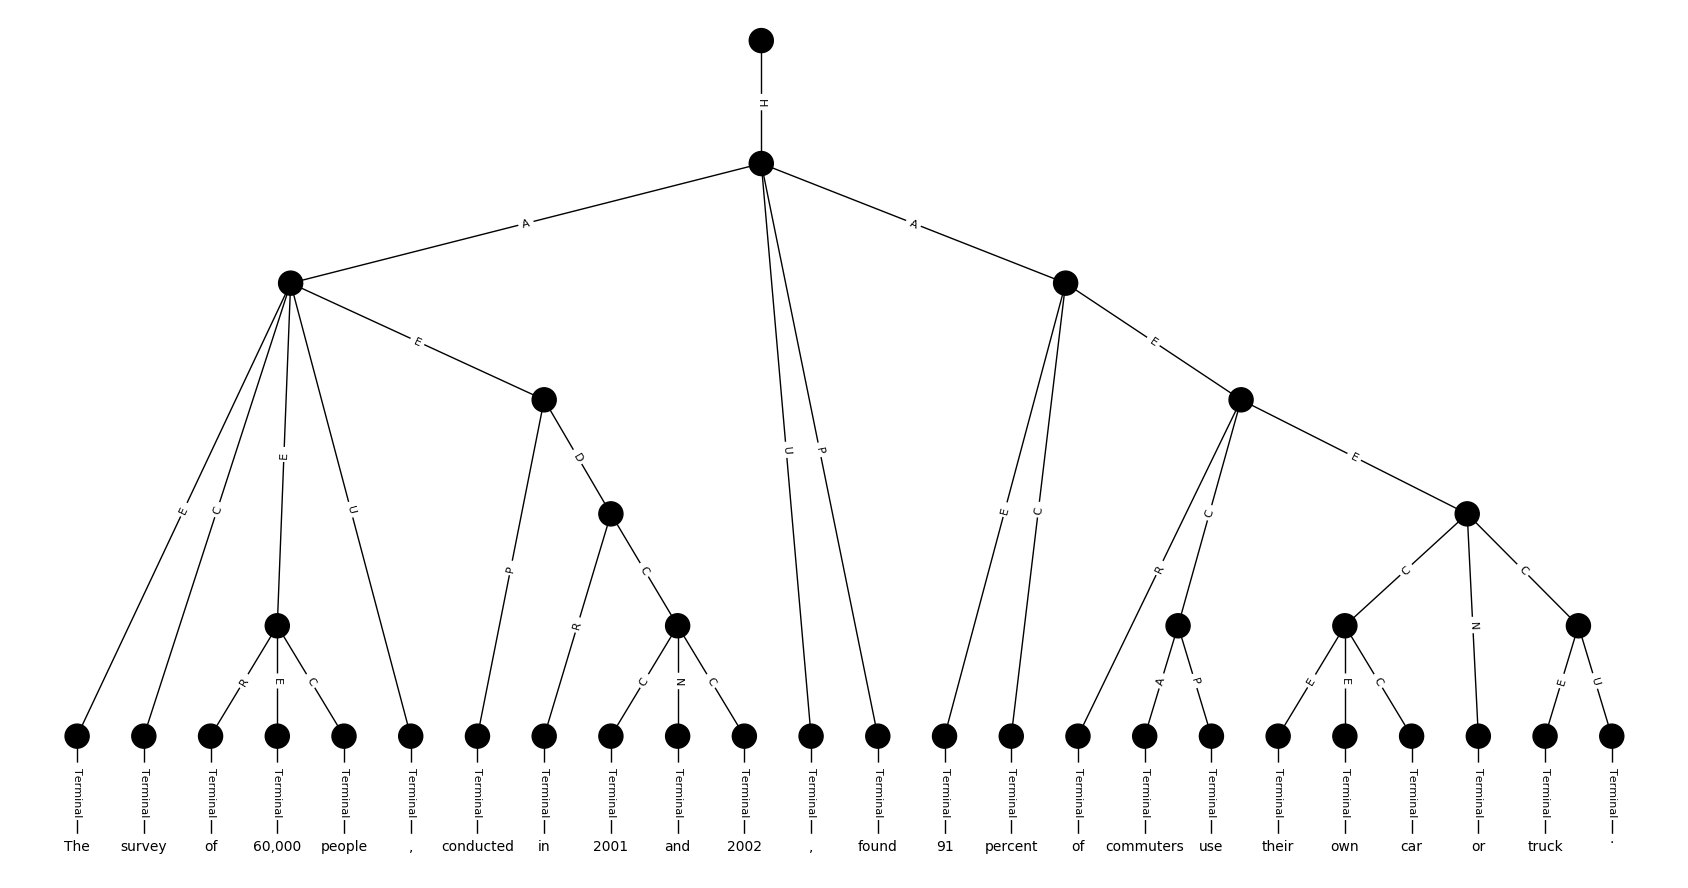 H
A A
E E
U P
E E
E C U E C
D
P C R C E
R C C N C
R E C C N C A P E E C E U
Terminal Terminal Terminal Terminal Terminal Terminal Terminal Terminal Terminal Terminal Terminal Terminal Terminal Terminal Terminal Terminal Terminal Terminal Terminal Terminal Terminal Terminal Terminal Terminal
The survey of 60,000 people , conducted in 2001 and 2002 , found 91 percent of commuters use their own car or truck .